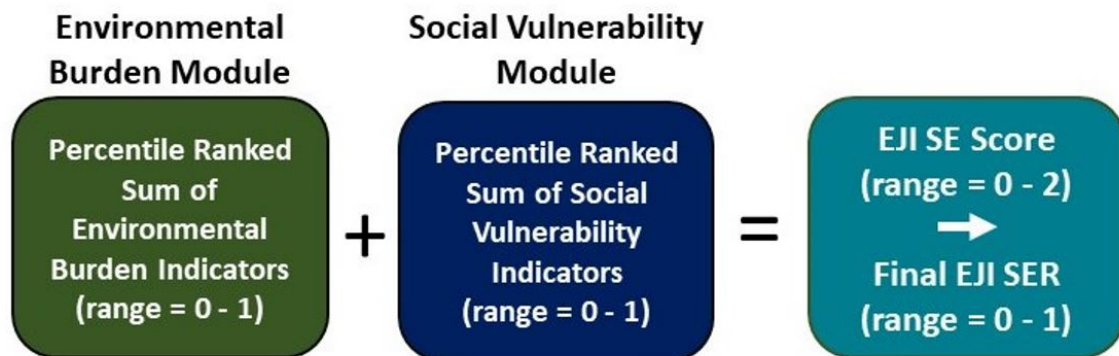 Environmental
Burden Module
Percentile Ranked
Sum of
Environmental
Burden Indicators
(range = 0 - 1)
+
Social Vulnerability
Module
Percentile Ranked
Sum of Social
Vulnerability
Indicators
(range = 0 - 1)
=
EJI SE Score
(range = 0 - 2)
Final EJI SER
(range = 0 - 1)